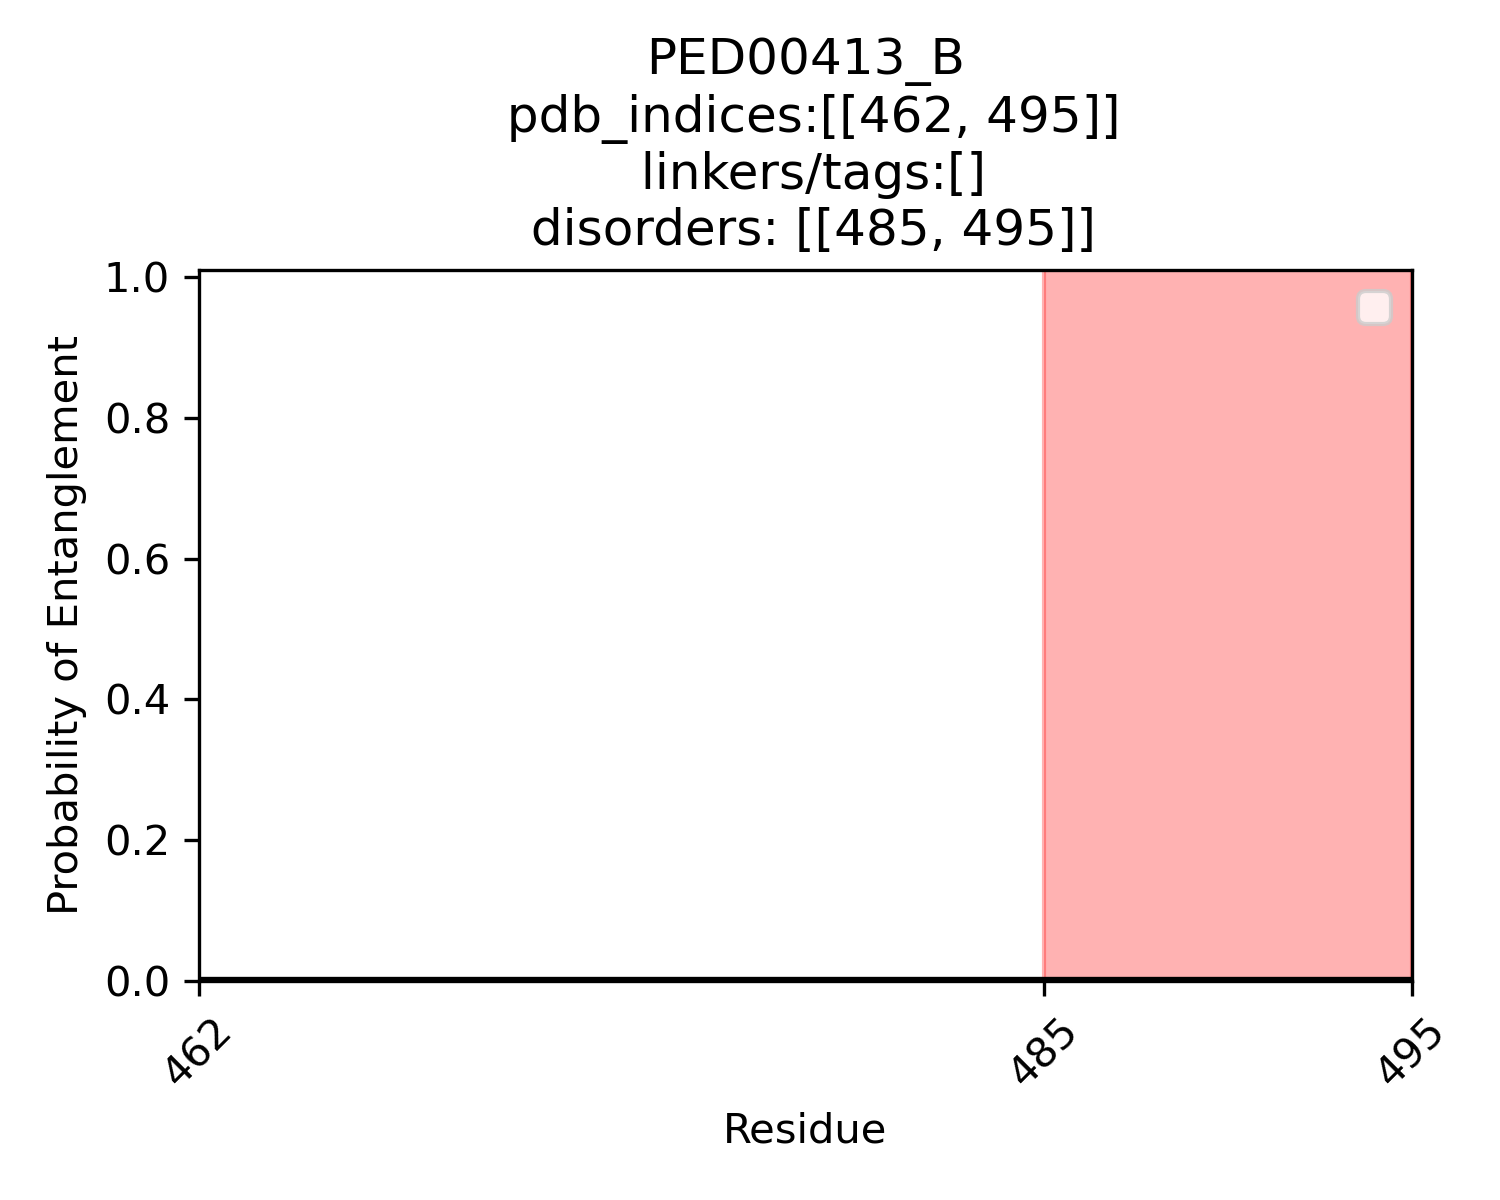 PED00413_B
pdb_indices:[[462, 495]]
linkers/tags:[]
disorders: [[485, 495]]
1.0
0.8
0.6
0.4
0.2
0.0
Probability of Entanglement
462
485
495
Residue